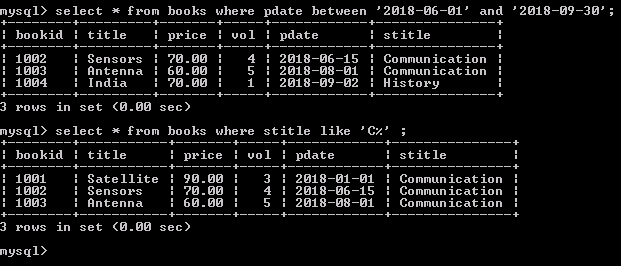 mysql> select * from books where pdate between '2018-06-01' and '2018-09-30';
+--------+---------+-------+-----+------------+---------------+
| bookid | title   | price | vol | pdate      | stitle        |
+--------+---------+-------+-----+------------+---------------+
| 1002   | Sensors | 70.00 |   4 | 2018-06-15 | Communication |
| 1003   | Antenna | 60.00 |   5 | 2018-08-01 | Communication |
| 1004   | India   | 70.00 |   1 | 2018-09-02 | History       |
+--------+---------+-------+-----+------------+---------------+
3 rows in set (0.00 sec)
mysql> select * from books where stitle like 'C%' ;
+--------+-----------+-------+-----+------------+---------------+
| bookid | title     | price | vol | pdate      | stitle        |
+--------+-----------+-------+-----+------------+---------------+
| 1001   | Satellite | 90.00 |   3 | 2018-01-01 | Communication |
| 1002   | Sensors   | 70.00 |   4 | 2018-06-15 | Communication |
| 1003   | Antenna   | 60.00 |   5 | 2018-08-01 | Communication |
+--------+-----------+-------+-----+------------+---------------+
3 rows in set (0.00 sec)
mysql>